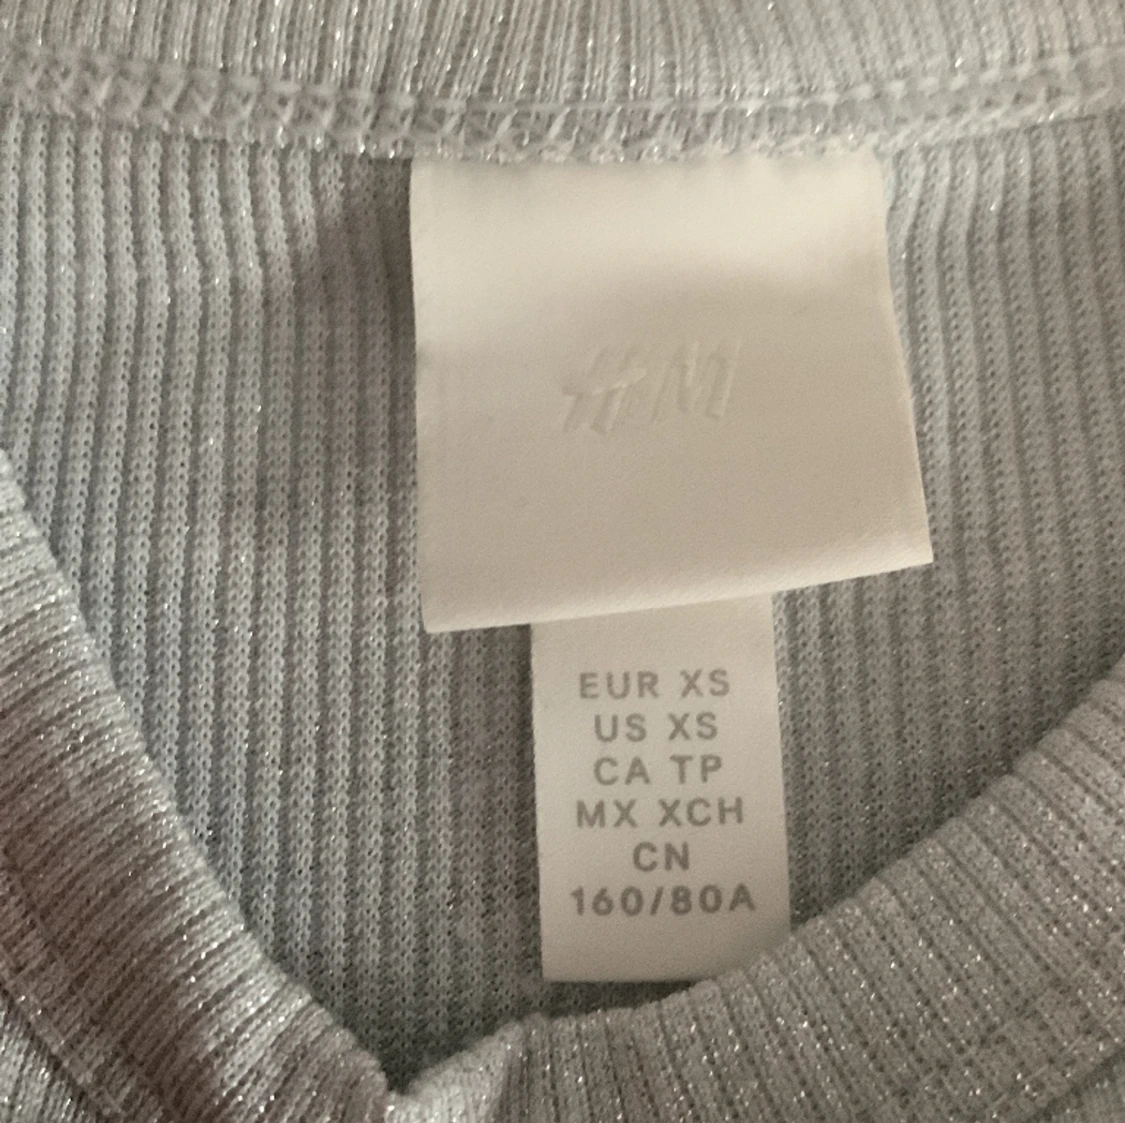 H&M
EUR XS
US XS
CA TP
MX XCH
CN
160/80A